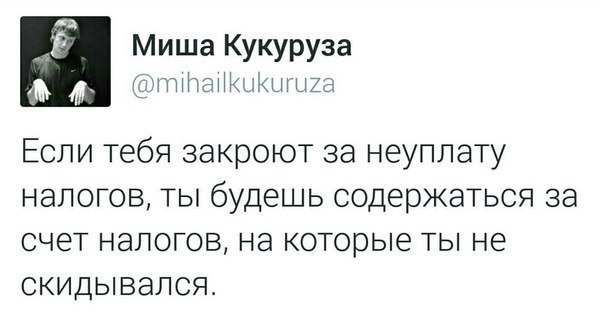 Миша Кукуруза
@mihailkukuruza
Если тебя закроют за неуплату
налогов, ты будешь содержаться за
счет налогов, на которые ты не
скидывался.